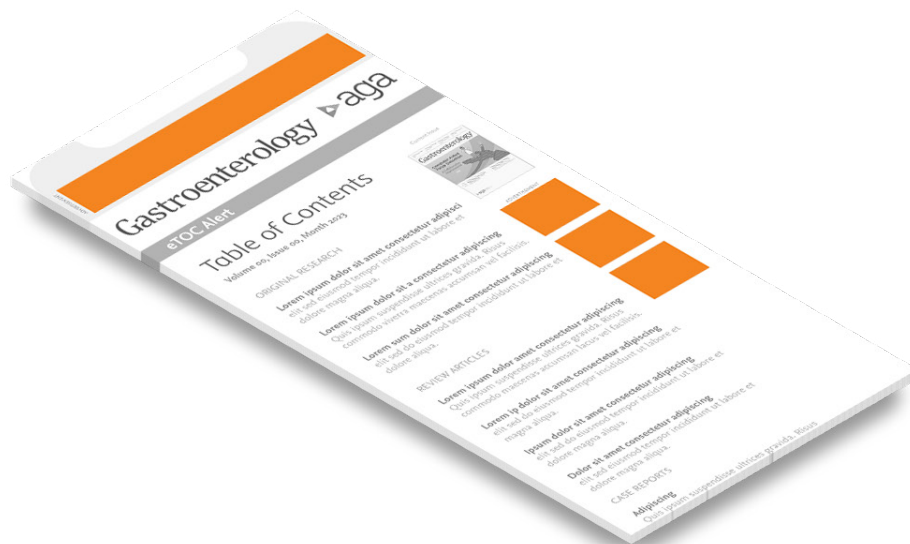 ADVERTISEMENT
Gastroenterology aga
eTOC Alert
Table of Contents
Volume 00, Issue 00, Month 2023
Current Issue
Gastroenterology
ADVERTISEMENT
ORIGINAL RESEARCH
Lorem ipsum dolor sit amet consectetur adipisci
elit sed eiusmod tempor incididunt ut labore et
dolore magna aliqua.
Lorem ipsum dolor sit a consectetur adipiscing
Quis ipsum suspendisse ultrices gravida. Risus
commodo viverra maecenas accumsan vel facilisis.
Lorem sum dolor sit amet consectetur adipiscing
elit sed do eiusmod tempor incididunt ut labore et
dolore aliqua.
REVIEW ARTICLES
Lorem ipsum dolor amet consectetur adipiscing
Quis ipsum suspendisse ultrices gravida. Risus
commodo maecenas accumsan lacus vel facilisis.
Lorem ip dolor sit amet consectetur adipiscing
elit sed do eiusmod tempor incididunt ut labore et
magna aliqua.
Ipsum dolor sit amet consectetur adipiscing
elit sed do eiusmod tempor incididunt ut labore et
dolore magna aliqua.
Dolor sit amet consectetur adipiscing
elit sed eiusmod tempor incididunt ut labore et
dolore magna aliqua.
CASE REPORTS
Adipiscing
Quis ipsum suspendisse ultrices gravida. Risus